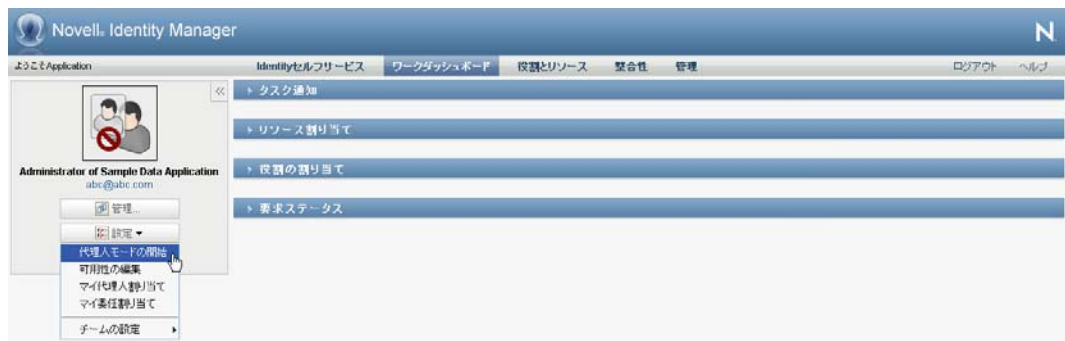 Novell® Identity Manager
N
ようこそApplication
Identityセルフサービス ワークダッシュボード 役割とリソース 整合性 管理 ログアウト ヘルプ
タスク通知
リソース割り当て
役割の割り当て
要求ステータス
Administrator of Sample Data Application
abc@abc.com
管理...
設定
代理人モードの開始
可用性の編集
マイ代理人割り当て
マイ委任割り当て
チームの設定